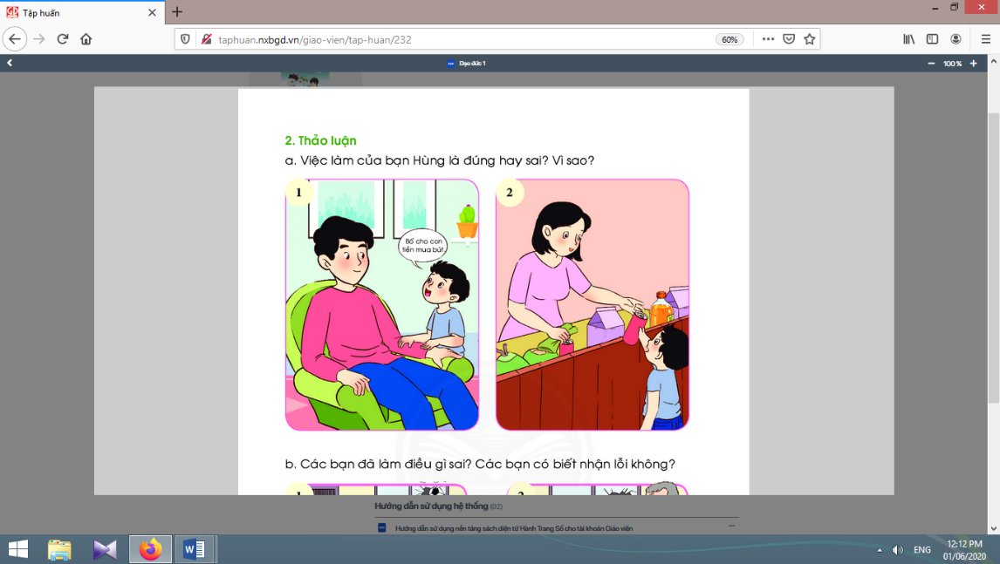 Tập huấn
taphuan.nxbgd.vn/giao-vien/tap-huan/232
60%
Đạo đức 1
100%
2. Thảo luận
a. Việc làm của bạn Hùng là đúng hay sai? Vì sao?
1
2
Bố cho con
tiền mua bút!
b. Các bạn đã làm điều gì sai? Các bạn có biết nhận lỗi không?
Hướng dẫn sử dụng hệ thống (02)
Hướng dẫn sử dụng nền tảng sách điện tử Hành Trang Số cho tài khoản Giáo viên
ENG
12:12 PM
01/06/2020